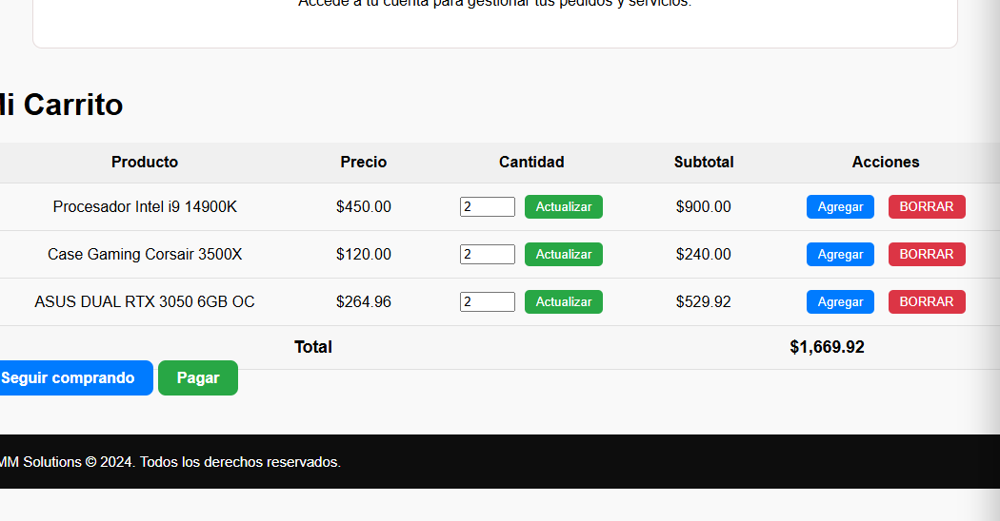 Accede a tu cuenta para gestionar tus pedidos y servicios.
Mi Carrito
Producto Precio Cantidad Subtotal Acciones
Procesador Intel i9 14900K $450.00 2 Actualizar $900.00 Agregar BORRAR
Case Gaming Corsair 3500X $120.00 2 Actualizar $240.00 Agregar BORRAR
ASUS DUAL RTX 3050 6GB OC $264.96 2 Actualizar $529.92 Agregar BORRAR
Total $1,669.92
Seguir comprando Pagar
MM Solutions © 2024. Todos los derechos reservados.